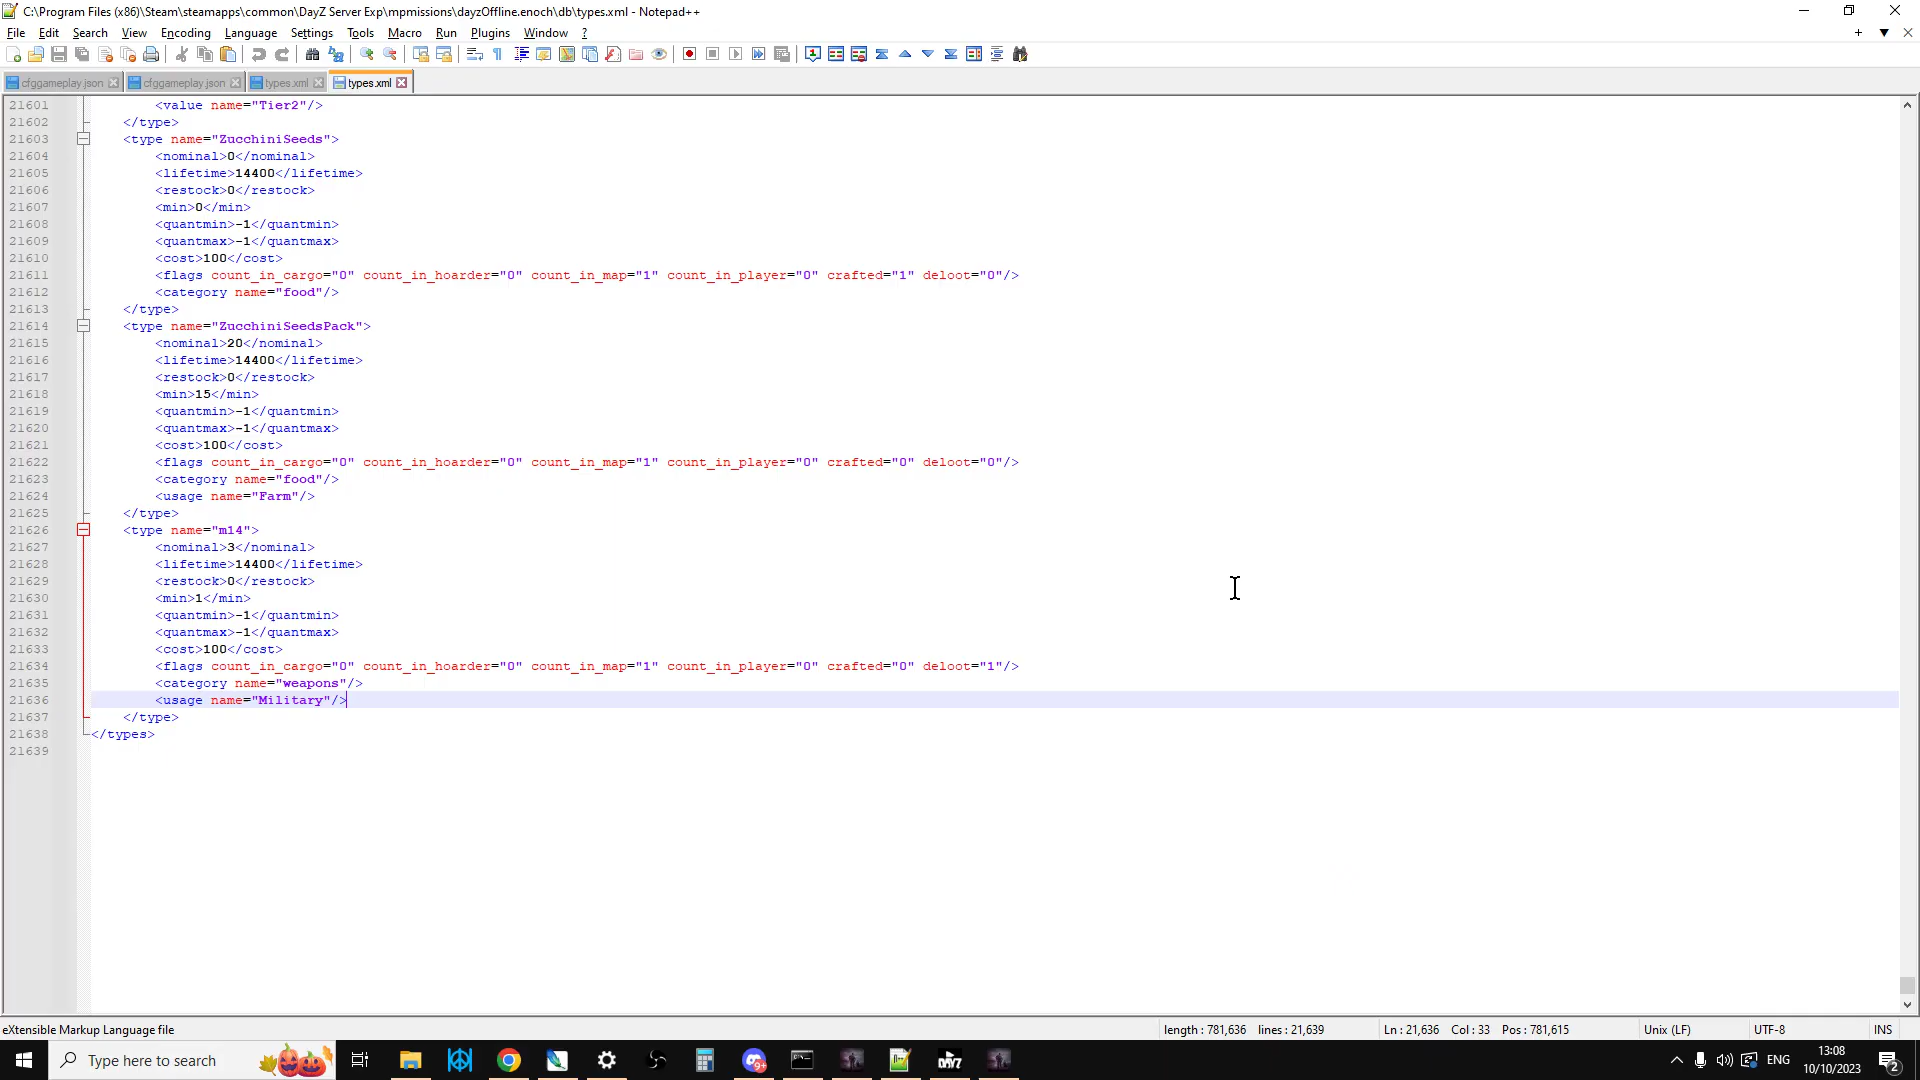 C:\Program Files (x86)\Steam\steamapps\common\DayZ Server Exp\mpmissions\dayzOffline.enoch\db\types.xml - Notepad++
File Edit Search View Encoding Language Settings Tools Macro Run Plugins Window ?
cfggameplay.json cfggameplay.json types.xml types.xml
21601 <value name="Tier2"/>
21602 </type>
21603 <type name="ZucchiniSeeds">
21604 <nominal>0</nominal>
21605 <lifetime>14400</lifetime>
21606 <restock>0</restock>
21607 <min>0</min>
21608 <quantmin>-1</quantmin>
21609 <quantmax>-1</quantmax>
21610 <cost>100</cost>
21611 <flags count_in_cargo="0" count_in_hoarder="0" count_in_map="1" count_in_player="0" crafted="1" deloot="0"/>
21612 <category name="food"/>
21613 </type>
21614 <type name="ZucchiniSeedsPack">
21615 <nominal>20</nominal>
21616 <lifetime>14400</lifetime>
21617 <restock>0</restock>
21618 <min>15</min>
21619 <quantmin>-1</quantmin>
21620 <quantmax>-1</quantmax>
21621 <cost>100</cost>
21622 <flags count_in_cargo="0" count_in_hoarder="0" count_in_map="1" count_in_player="0" crafted="0" deloot="0"/>
21623 <category name="food"/>
21624 <usage name="Farm"/>
21625 </type>
21626 <type name="m14">
21627 <nominal>3</nominal>
21628 <lifetime>14400</lifetime>
21629 <restock>0</restock>
21630 <min>1</min>
21631 <quantmin>-1</quantmin>
21632 <quantmax>-1</quantmax>
21633 <cost>100</cost>
21634 <flags count_in_cargo="0" count_in_hoarder="0" count_in_map="1" count_in_player="0" crafted="0" deloot="1"/>
21635 <category name="weapons"/>
21636 <usage name="Military"/>
21637 </type>
21638 </types>
21639
eXtensible Markup Language file length : 781,636 lines : 21,639 Ln : 21,636 Col : 33 Pos : 781,615 Unix (LF) UTF-8 INS
Type here to search 9+ DAYZ ENG 13:08
10/10/2023 2